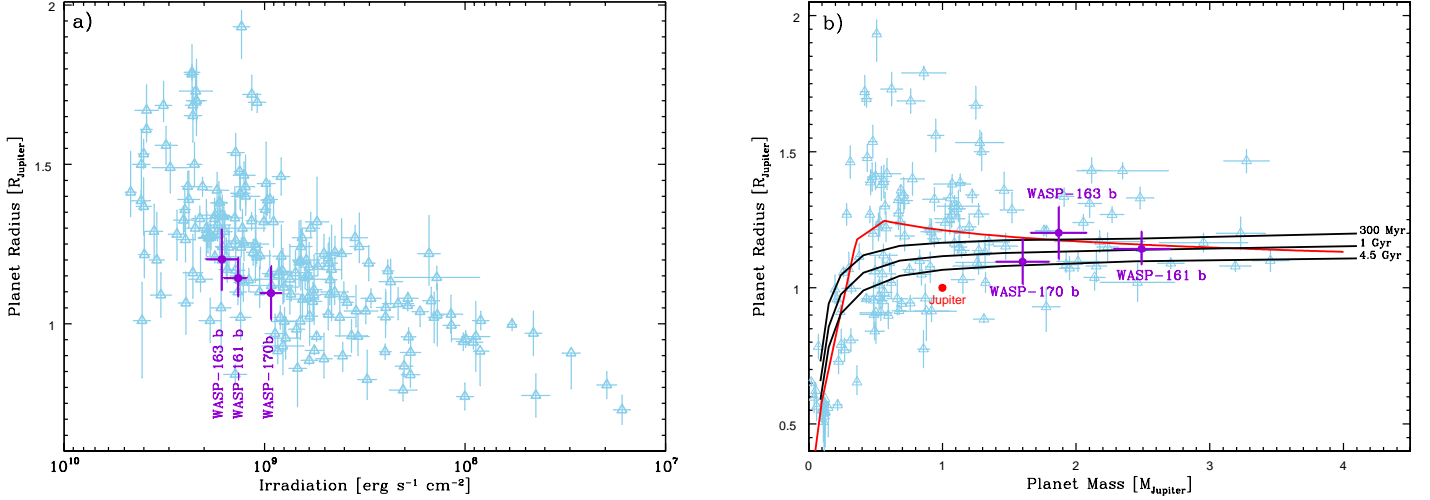 a)
2
1.5
1
Planet Radius [R_Jupiter]
WASP-163 b
WASP-161 b
WASP-170b
10^10
10^9
10^8
10^7
Irradiation [erg s^-1 cm^-2]
b)
2
1.5
1
0.5
Planet Radius [R_Jupiter]
WASP-163 b
300 Myr
1 Gyr
4.5 Gyr
WASP-161 b
WASP-170 b
Jupiter
0
1
2
3
4
Planet Mass [M_Jupiter]